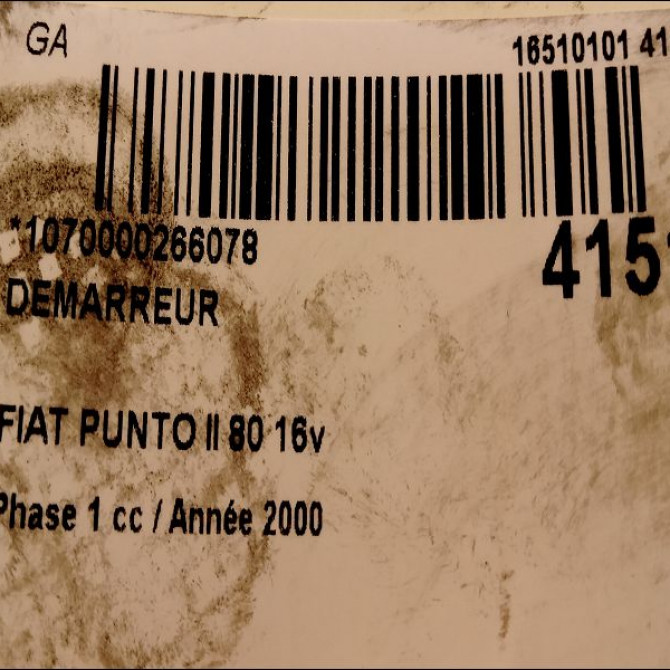 GA
16510101 41
*1070000266078
415
DEMARREUR
FIAT PUNTO II 80 16v
Phase 1 cc / Année 2000